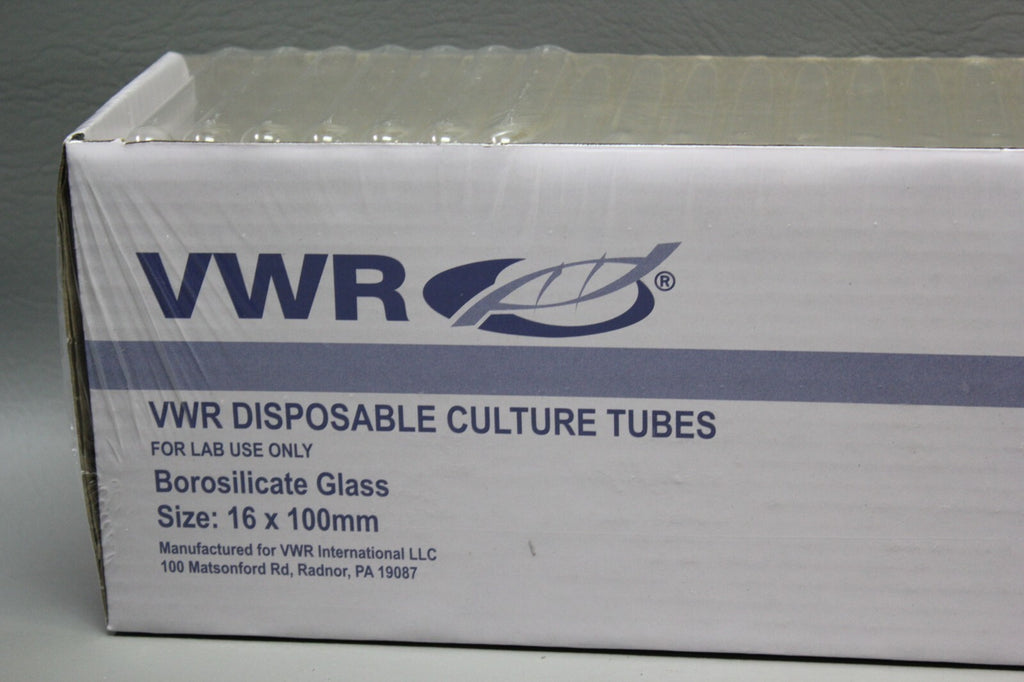 VWR ®
VWR DISPOSABLE CULTURE TUBES
FOR LAB USE ONLY
Borosilicate Glass
Size: 16 x 100mm
Manufactured for VWR International LLC
100 Matsonford Rd, Radnor, PA 19087